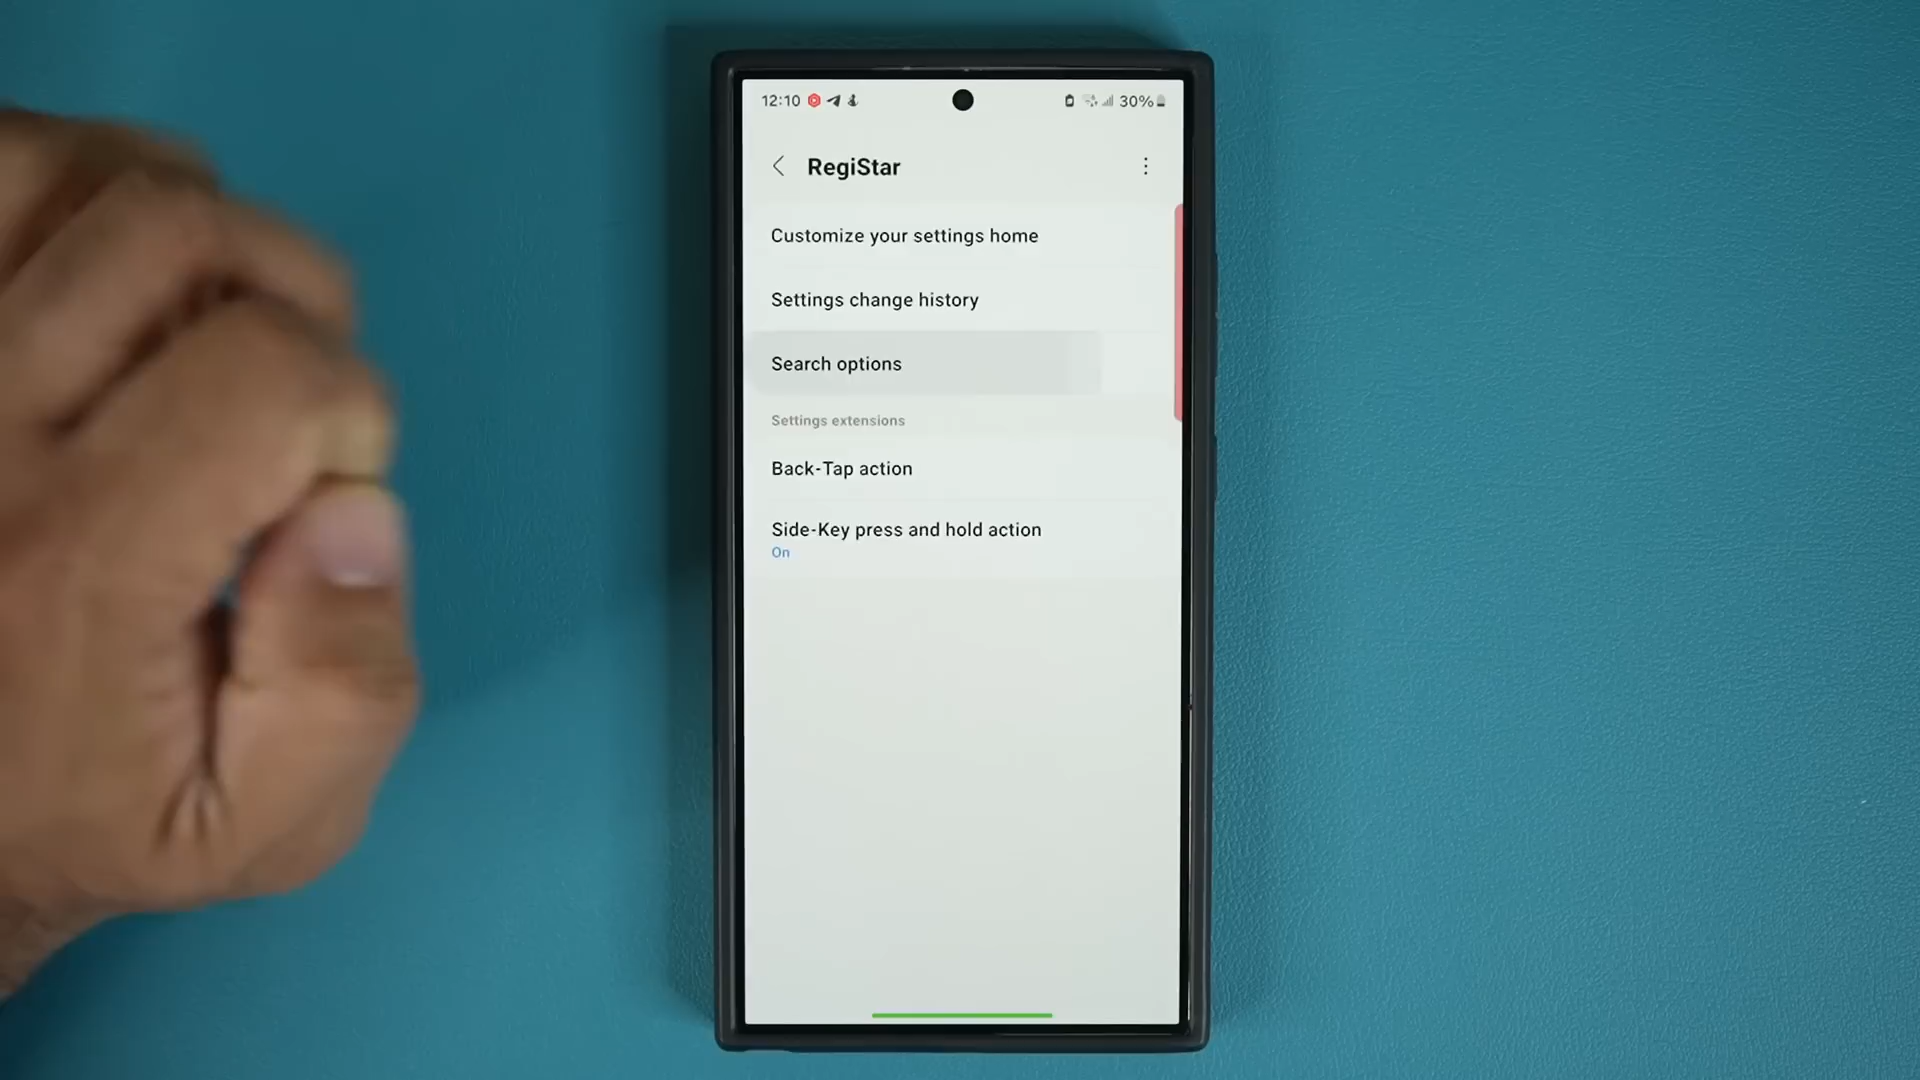 12:10 30%
RegiStar
Customize your settings home
Settings change history
Search options
Settings extensions
Back-Tap action
Side-Key press and hold action
On